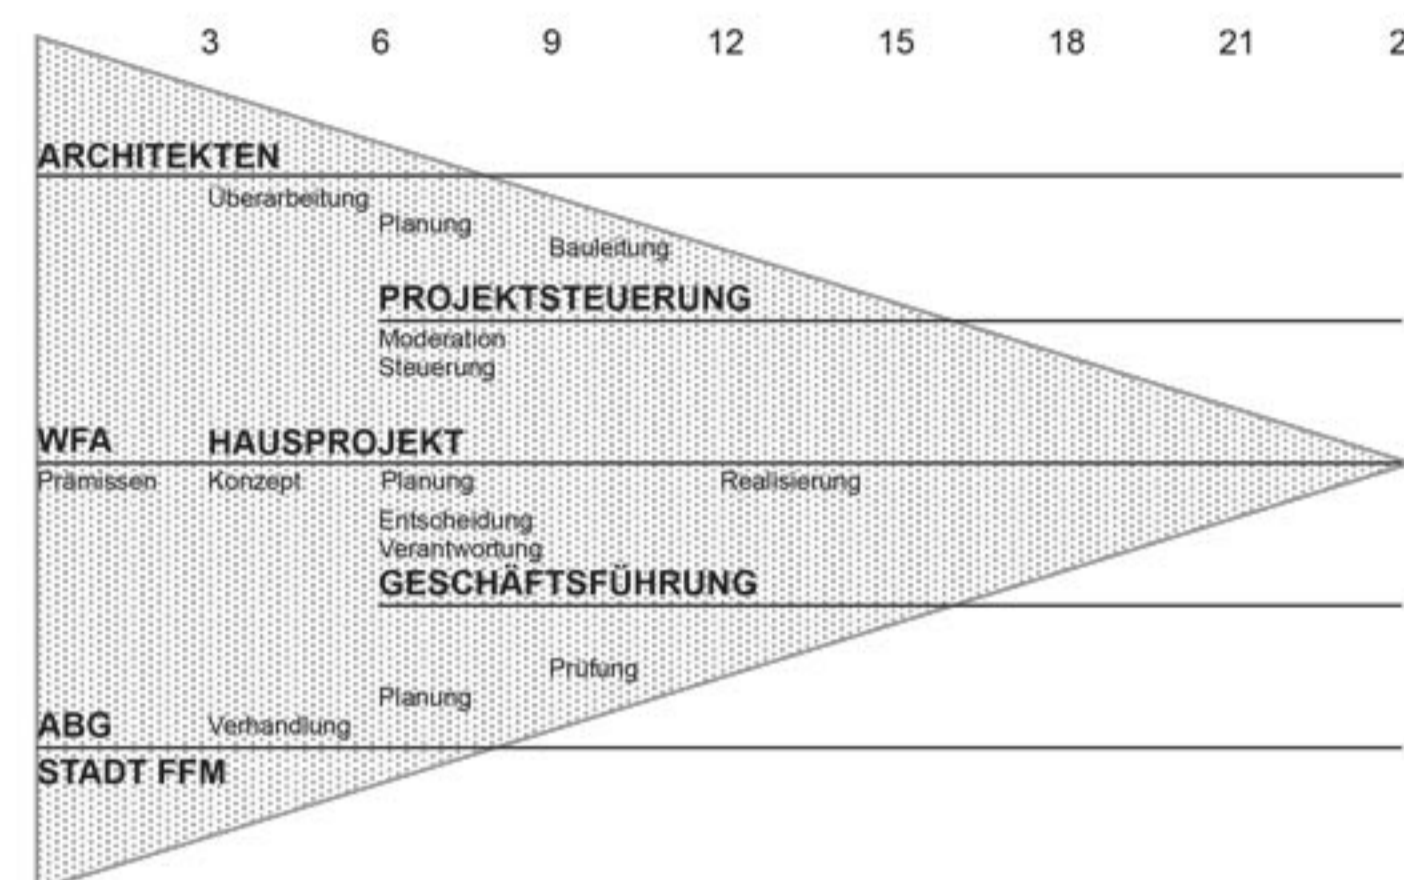 3 6 9 12 15 18 21 2
ARCHITEKTEN
Überarbeitung
Planung
Bauleitung
PROJEKTSTEUERUNG
Moderation
Steuerung
WFA HAUSPROJEKT
Prämissen Konzept Planung Realisierung
Entscheidung
Verantwortung
GESCHÄFTSFÜHRUNG
Prüfung
Planung
ABG Verhandlung
STADT FFM